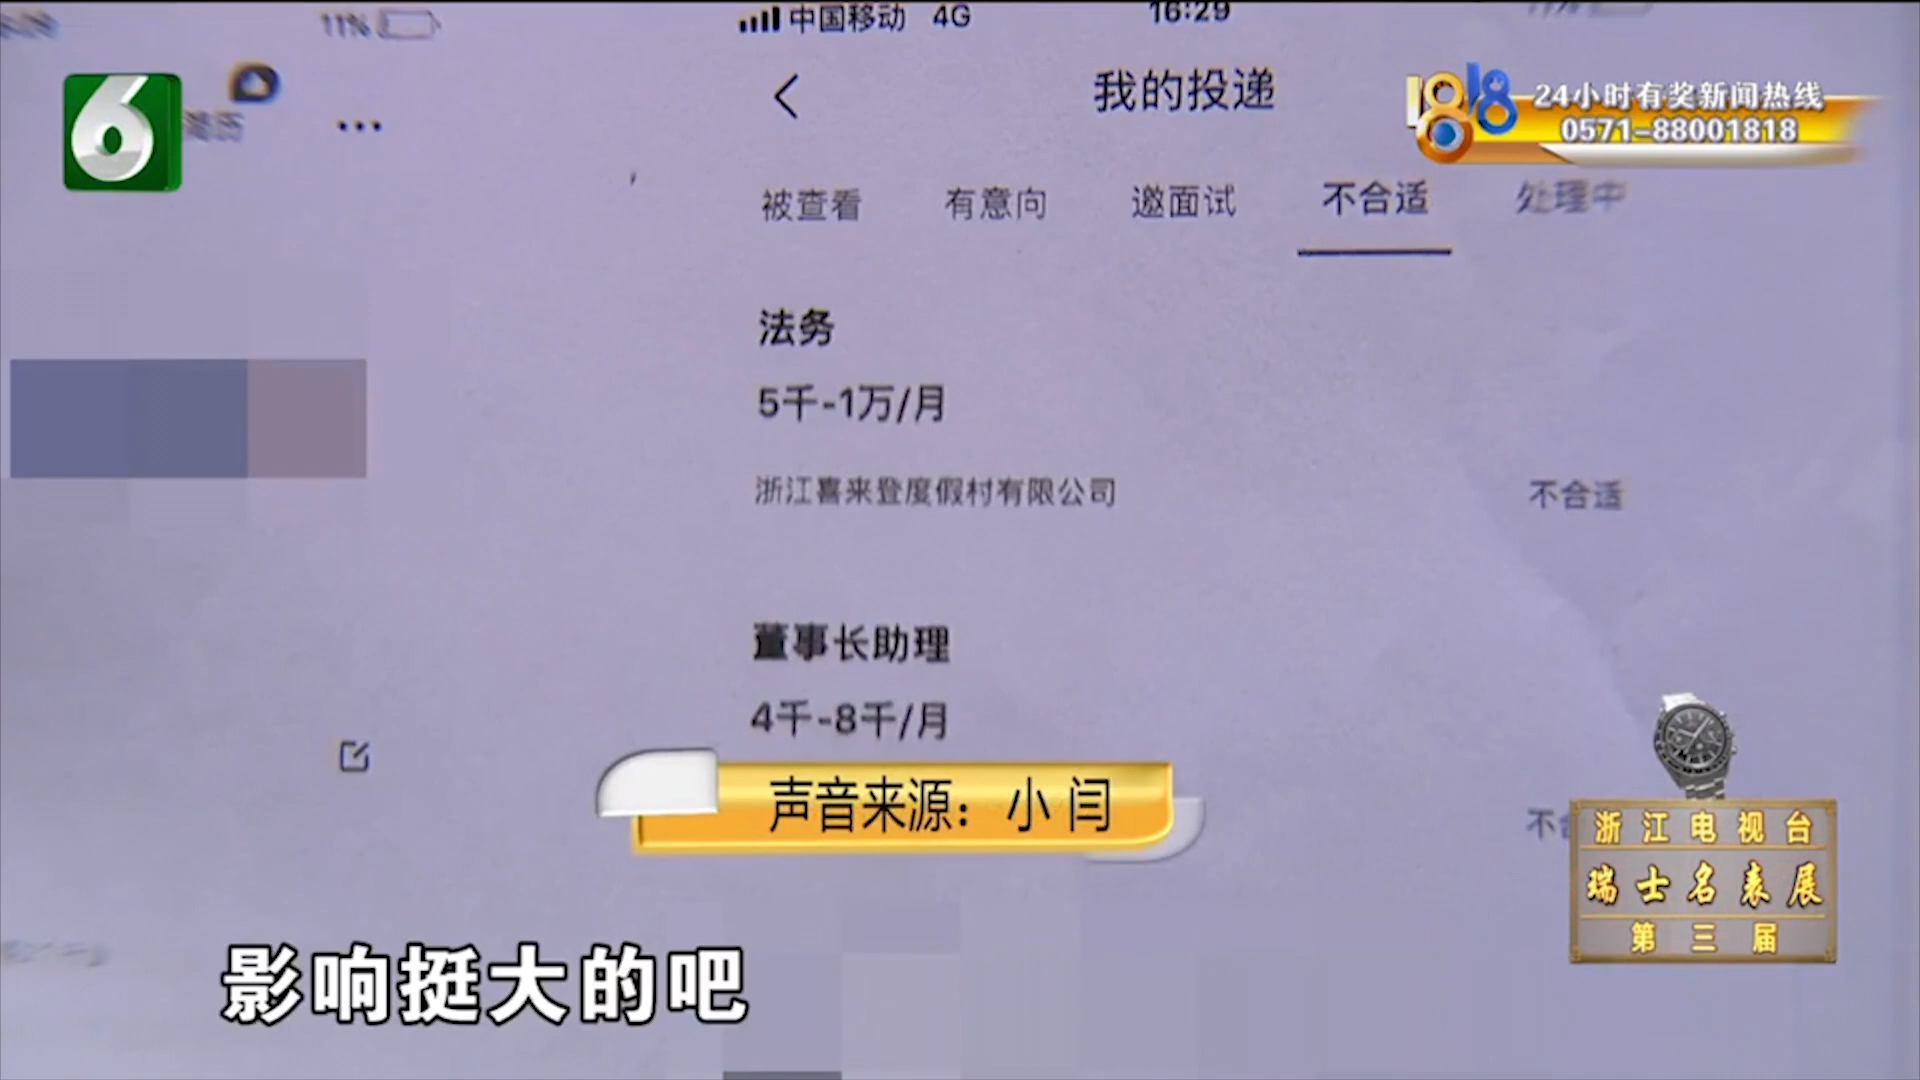 11%
中国移动 4G
16:29
6
简历
我的投递
1818
24小时有奖新闻热线
0571-88001818
被查看
有意向
邀面试
不合适
处理中
法务
5千-1万/月
浙江喜来登度假村有限公司
不合适
董事长助理
4千-8千/月
声音来源：小闫
浙江电视台
瑞士名表展
第三届
影响挺大的吧